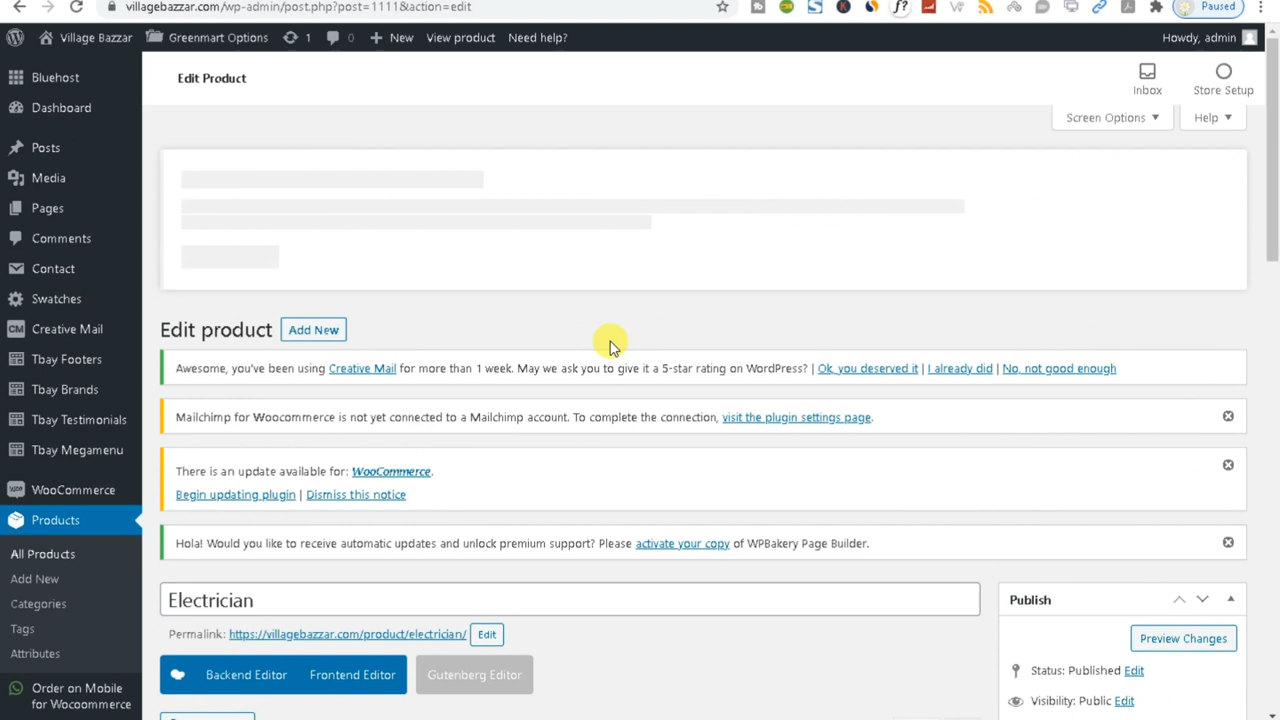 villagebazzar.com/wp-admin/post.php?post=1111&action=edit
Paused
Village Bazzar
Greenmart Options
1
0
New
View product
Need help?
Howdy, admin
Bluehost
Dashboard
Posts
Media
Pages
Comments
Contact
Swatches
Creative Mail
Tbay Footers
Tbay Brands
Tbay Testimonials
Tbay Megamenu
WooCommerce
Products
All Products
Add New
Categories
Tags
Attributes
Order on Mobile
for Wocoommerce
Edit Product
Inbox
Store Setup
Screen Options ▼
Help ▼
Edit product
Add New
Awesome, you've been using Creative Mail for more than 1 week. May we ask you to give it a 5-star rating on WordPress? | Ok, you deserved it | I already did | No, not good enough
Mailchimp for Woocommerce is not yet connected to a Mailchimp account. To complete the connection, visit the plugin settings page.
There is an update available for: WooCommerce.
Begin updating plugin | Dismiss this notice
Hola! Would you like to receive automatic updates and unlock premium support? Please activate your copy of WPBakery Page Builder.
Electrician
Permalink: https://villagebazzar.com/product/electrician/ Edit
Backend Editor
Frontend Editor
Gutenberg Editor
Publish
Preview Changes
Status: Published Edit
Visibility: Public Edit